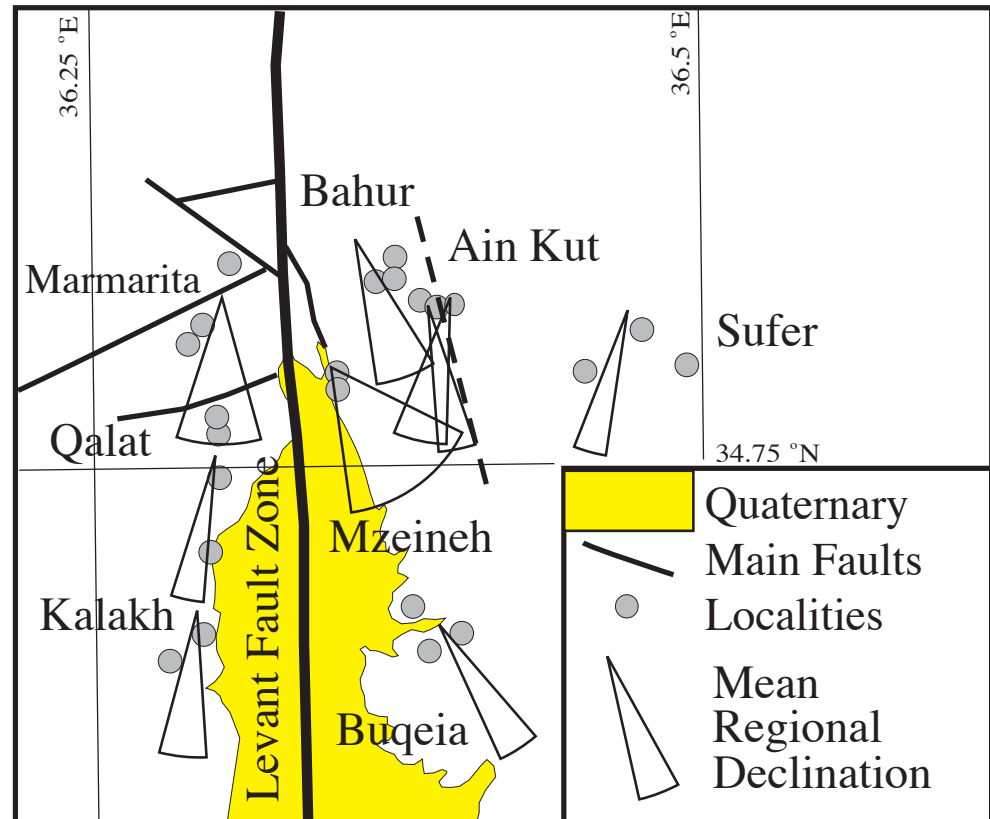 36.25 °E
36.5 °E
Bahur
Ain Kut
Marmarita
Sufer
Qalat
34.75 °N
Levant Fault Zone
Mzeineh
Kalakh
Buqeia
Quaternary
Main Faults
Localities
Mean
Regional
Declination